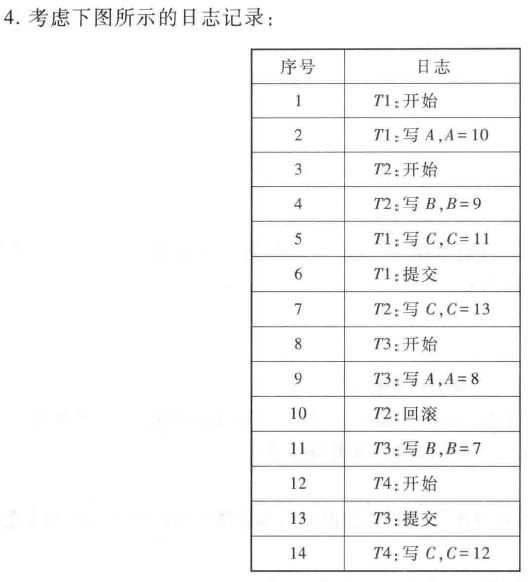 4. 考虑下图所示的日志记录：
序号 日志
1 T1:开始
2 T1:写 A,A=10
3 T2:开始
4 T2:写 B,B=9
5 T1:写 C,C=11
6 T1:提交
7 T2:写 C,C=13
8 T3:开始
9 T3:写 A,A=8
10 T2:回滚
11 T3:写 B,B=7
12 T4:开始
13 T3:提交
14 T4:写 C,C=12